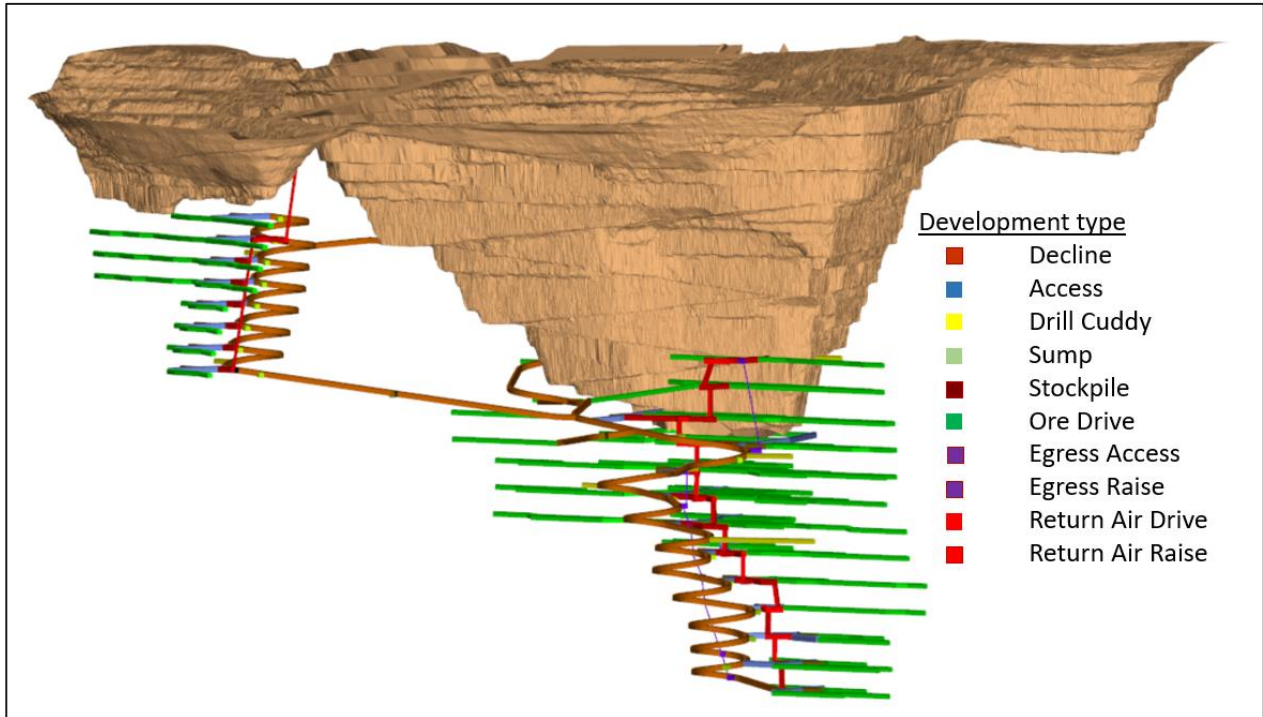 Development type
Decline
Access
Drill Cuddy
Sump
Stockpile
Ore Drive
Egress Access
Egress Raise
Return Air Drive
Return Air Raise